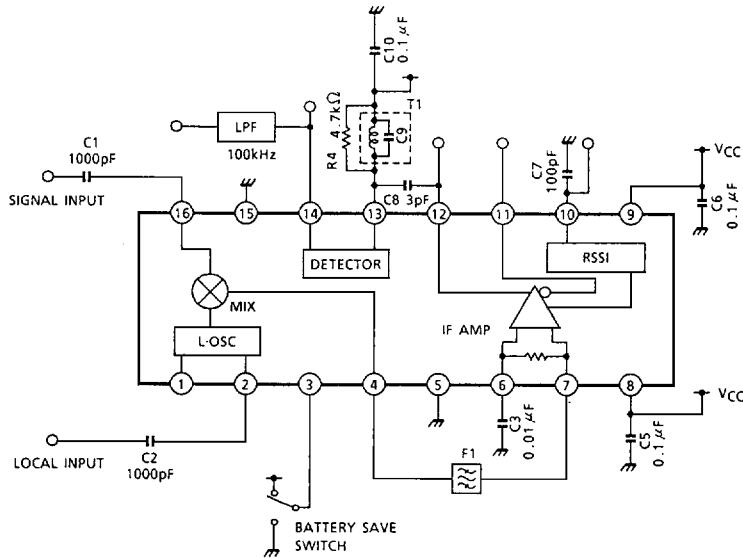 C10
0.1μF
T1
LPF
100kHz
R4 4.7kΩ
C9
C1
1000pF
C7
100pF
VCC
SIGNAL INPUT
C8 3pF
C6
0.1μF
16
15
14
13
12
11
10
9
DETECTOR
RSSI
MIX
IF AMP
L-OSC
1
2
3
4
5
6
7
8
VCC
C3
0.01μF
C5
0.1μF
F1
LOCAL INPUT
C2
1000pF
BATTERY SAVE
SWITCH